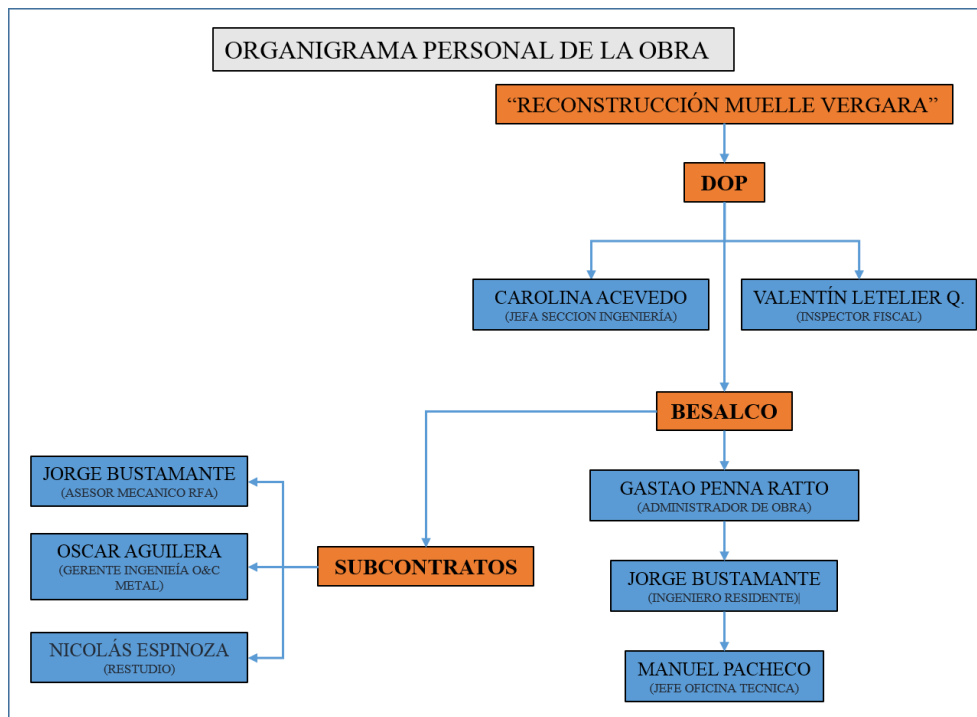 ORGANIGRAMA PERSONAL DE LA OBRA
“RECONSTRUCCIÓN MUELLE VERGARA”
DOP
CAROLINA ACEVEDO
(JEFA SECCION INGENIERÍA)
VALENTÍN LETELIER Q.
(INSPECTOR FISCAL)
BESALCO
GASTAO PENNA RATTO
(ADMINISTRADOR DE OBRA)
JORGE BUSTAMANTE
(INGENIERO RESIDENTE)
MANUEL PACHECO
(JEFE OFICINA TECNICA)
SUBCONTRATOS
JORGE BUSTAMANTE
(ASESOR MECANICO RFA)
OSCAR AGUILERA
(GERENTE INGENIEÍA O&C
METAL)
NICOLÁS ESPINOZA
(RESTUDIO)